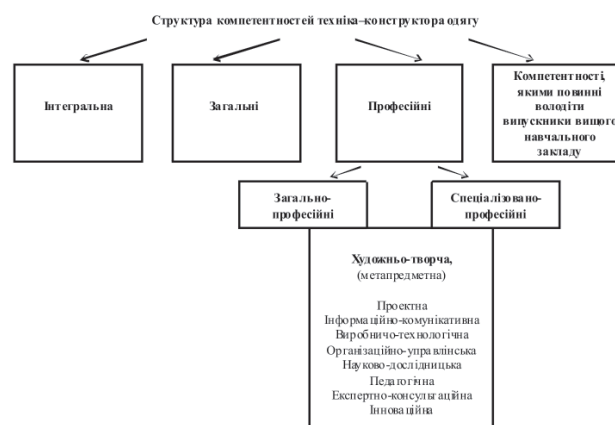 Структура компетентностей техніка–конструктора одягу
Інтегральна
Загальні
Професійні
Компетентності,
якими повинні
володіти
випускники вищого
навчального
закладу
Загально-
професійні
Спеціалізовано-
професійні
Художньо-творча,
(метапредметна)
Проектна
Інформаційно-комунікативна
Виробничо-технологічна
Організаційно-управлінська
Науково-дослідницька
Педагогічна
Експертно-консультаційна
Інноваційна